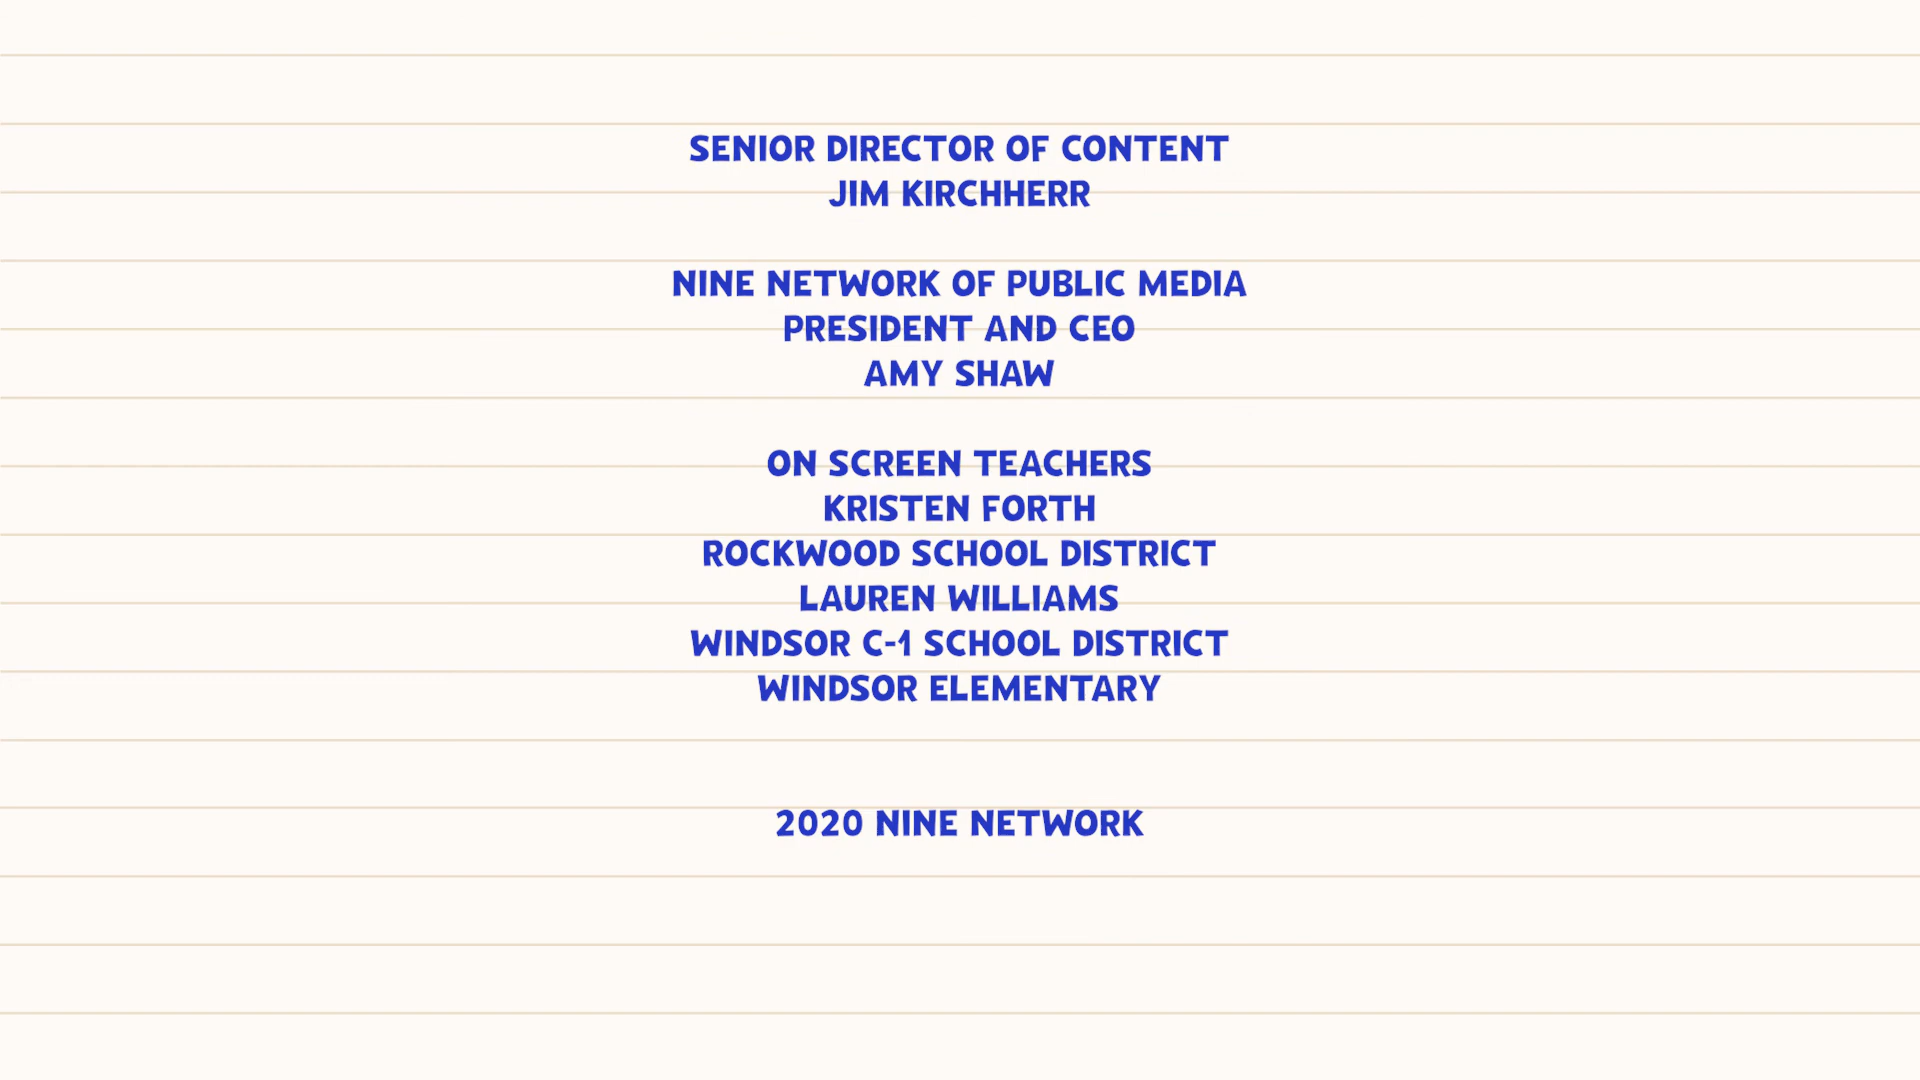 SENIOR DIRECTOR OF CONTENT
JIM KIRCHHERR
NINE NETWORK OF PUBLIC MEDIA
PRESIDENT AND CEO
AMY SHAW
ON SCREEN TEACHERS
KRISTEN FORTH
ROCKWOOD SCHOOL DISTRICT
LAUREN WILLIAMS
WINDSOR C-1 SCHOOL DISTRICT
WINDSOR ELEMENTARY
2020 NINE NETWORK